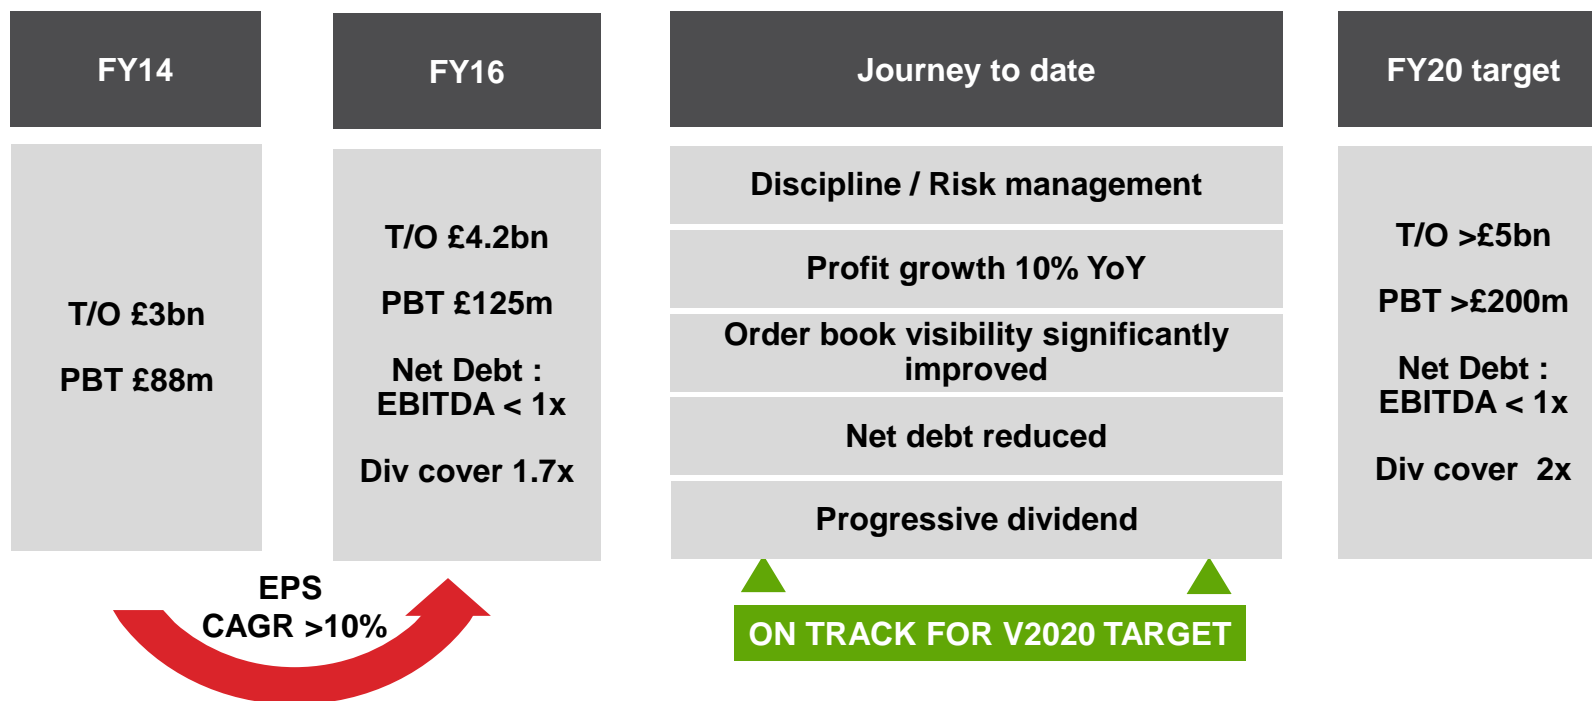 FY14
T/O £3bn
PBT £88m
FY16
T/O £4.2bn
PBT £125m
Net Debt :
EBITDA < 1x
Div cover 1.7x
EPS
CAGR >10%
Journey to date
Discipline / Risk management
Profit growth 10% YoY
Order book visibility significantly
improved
Net debt reduced
Progressive dividend
ON TRACK FOR V2020 TARGET
FY20 target
T/O >£5bn
PBT >£200m
Net Debt :
EBITDA < 1x
Div cover 2x